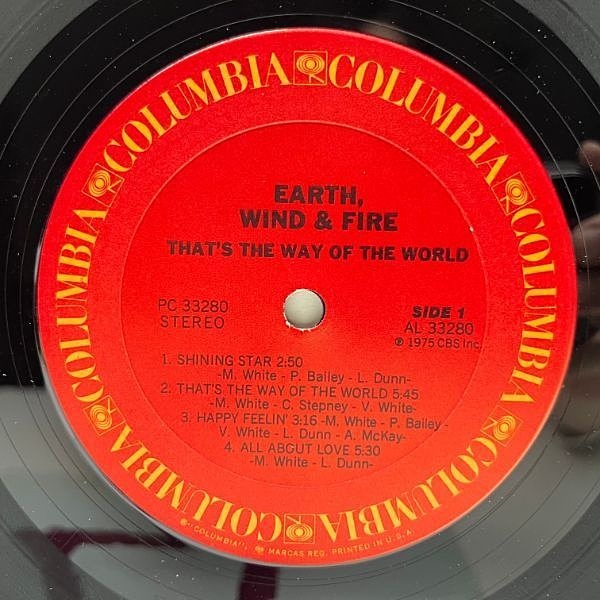 COLUMBIA COLUMBIA COLUMBIA COLUMBIA COLUMBIA COLUMBIA COLUMBIA
EARTH,
WIND & FIRE
THAT'S THE WAY OF THE WORLD
PC 33280
STEREO
SIDE 1
AL 33280
℗ 1975 CBS Inc.
1. SHINING STAR 2:50
-M. White - P. Bailey - L. Dunn-
2. THAT'S THE WAY OF THE WORLD 5:45
-M. White - C. Stepney - V. White-
3. HAPPY FEELIN' 3:16 -M. White - P. Bailey -
V. White - L. Dunn - A. McKay-
4. ALL ABOUT LOVE 5:30
-M. White - L. Dunn-
®"COLUMBIA", MARCAS REG. PRINTED IN U.S.A.